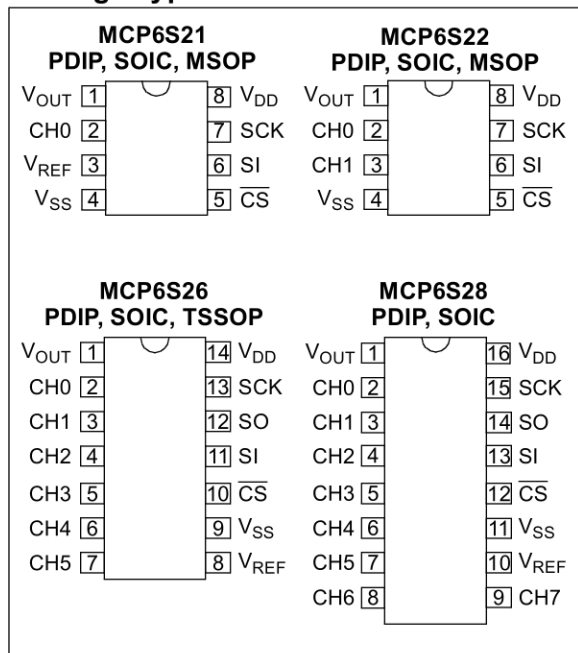 MCP6S21
PDIP, SOIC, MSOP
VOUT 1 8 VDD
CH0 2 7 SCK
VREF 3 6 SI
VSS 4 5 CS
MCP6S22
PDIP, SOIC, MSOP
VOUT 1 8 VDD
CH0 2 7 SCK
CH1 3 6 SI
VSS 4 5 CS
MCP6S26
PDIP, SOIC, TSSOP
VOUT 1 14 VDD
CH0 2 13 SCK
CH1 3 12 SO
CH2 4 11 SI
CH3 5 10 CS
CH4 6 9 VSS
CH5 7 8 VREF
MCP6S28
PDIP, SOIC
VOUT 1 16 VDD
CH0 2 15 SCK
CH1 3 14 SO
CH2 4 13 SI
CH3 5 12 CS
CH4 6 11 VSS
CH5 7 10 VREF
CH6 8 9 CH7